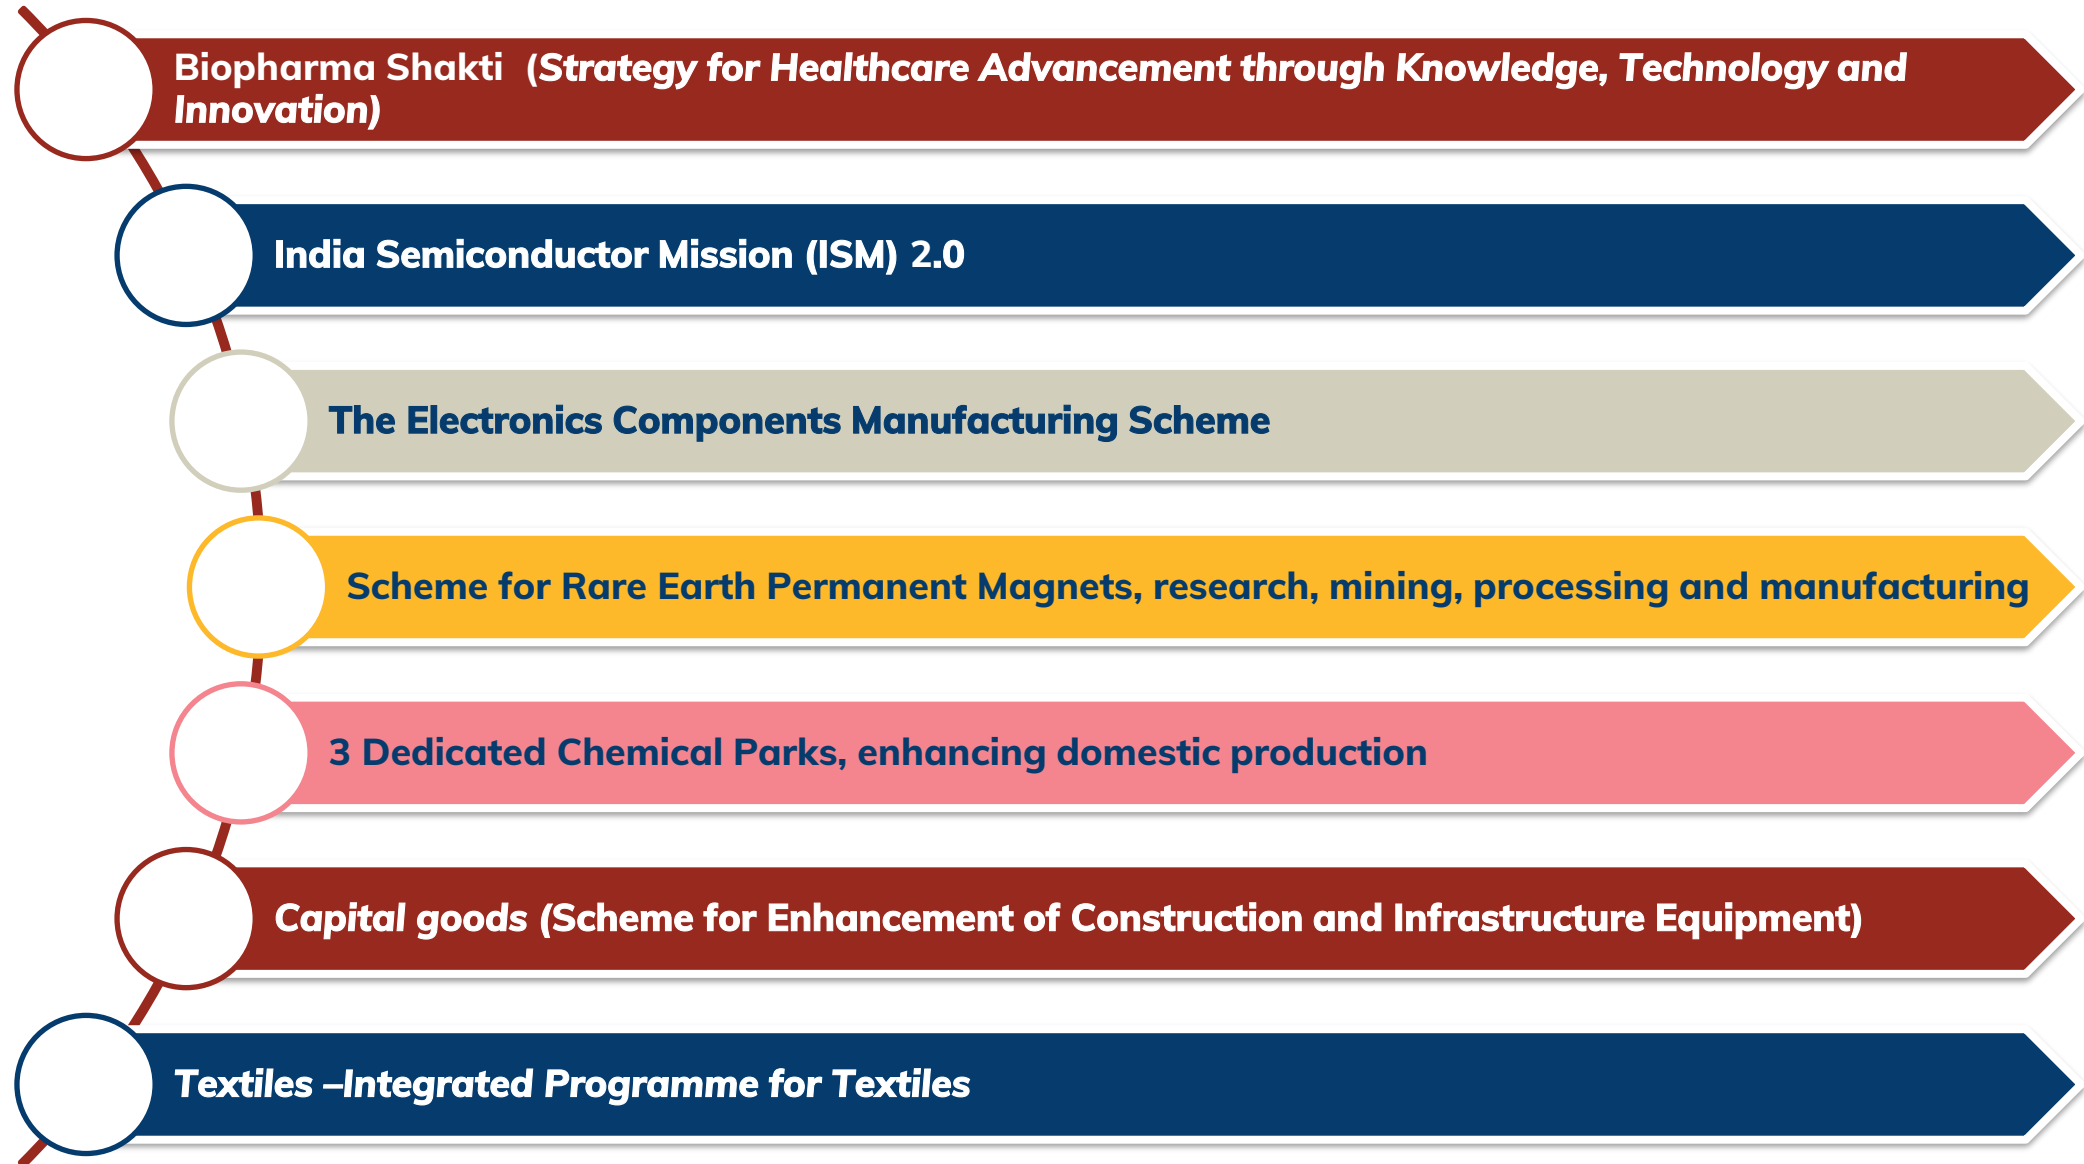 Biopharma Shakti  (Strategy for Healthcare Advancement through Knowledge, Technology and
Innovation)
India Semiconductor Mission (ISM) 2.0
The Electronics Components Manufacturing Scheme
Scheme for Rare Earth Permanent Magnets, research, mining, processing and manufacturing
3 Dedicated Chemical Parks, enhancing domestic production
Capital goods (Scheme for Enhancement of Construction and Infrastructure Equipment)
Textiles –Integrated Programme for Textiles